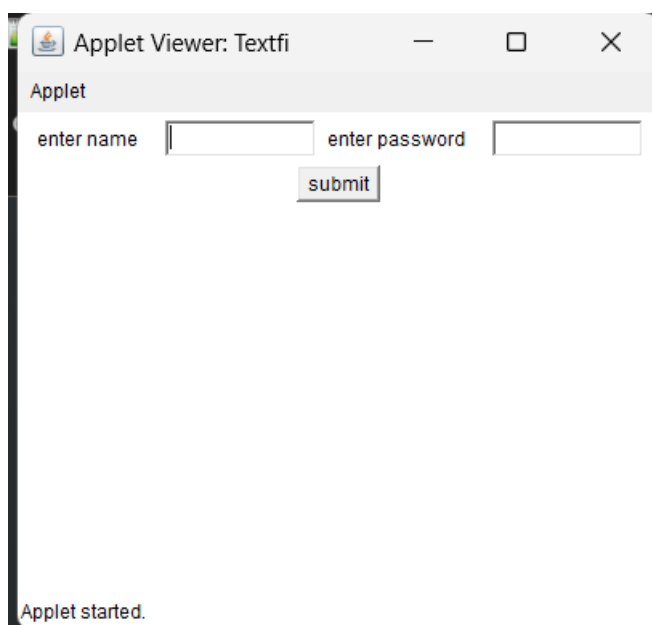 Applet Viewer: Textfi
Applet
enter name enter password
submit
Applet started.